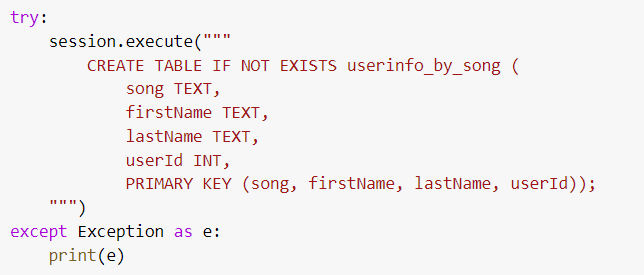 try:
    session.execute("""
        CREATE TABLE IF NOT EXISTS userinfo_by_song (
            song TEXT,
            firstName TEXT,
            lastName TEXT,
            userId INT,
            PRIMARY KEY (song, firstName, lastName, userId));
    """)
except Exception as e:
    print(e)